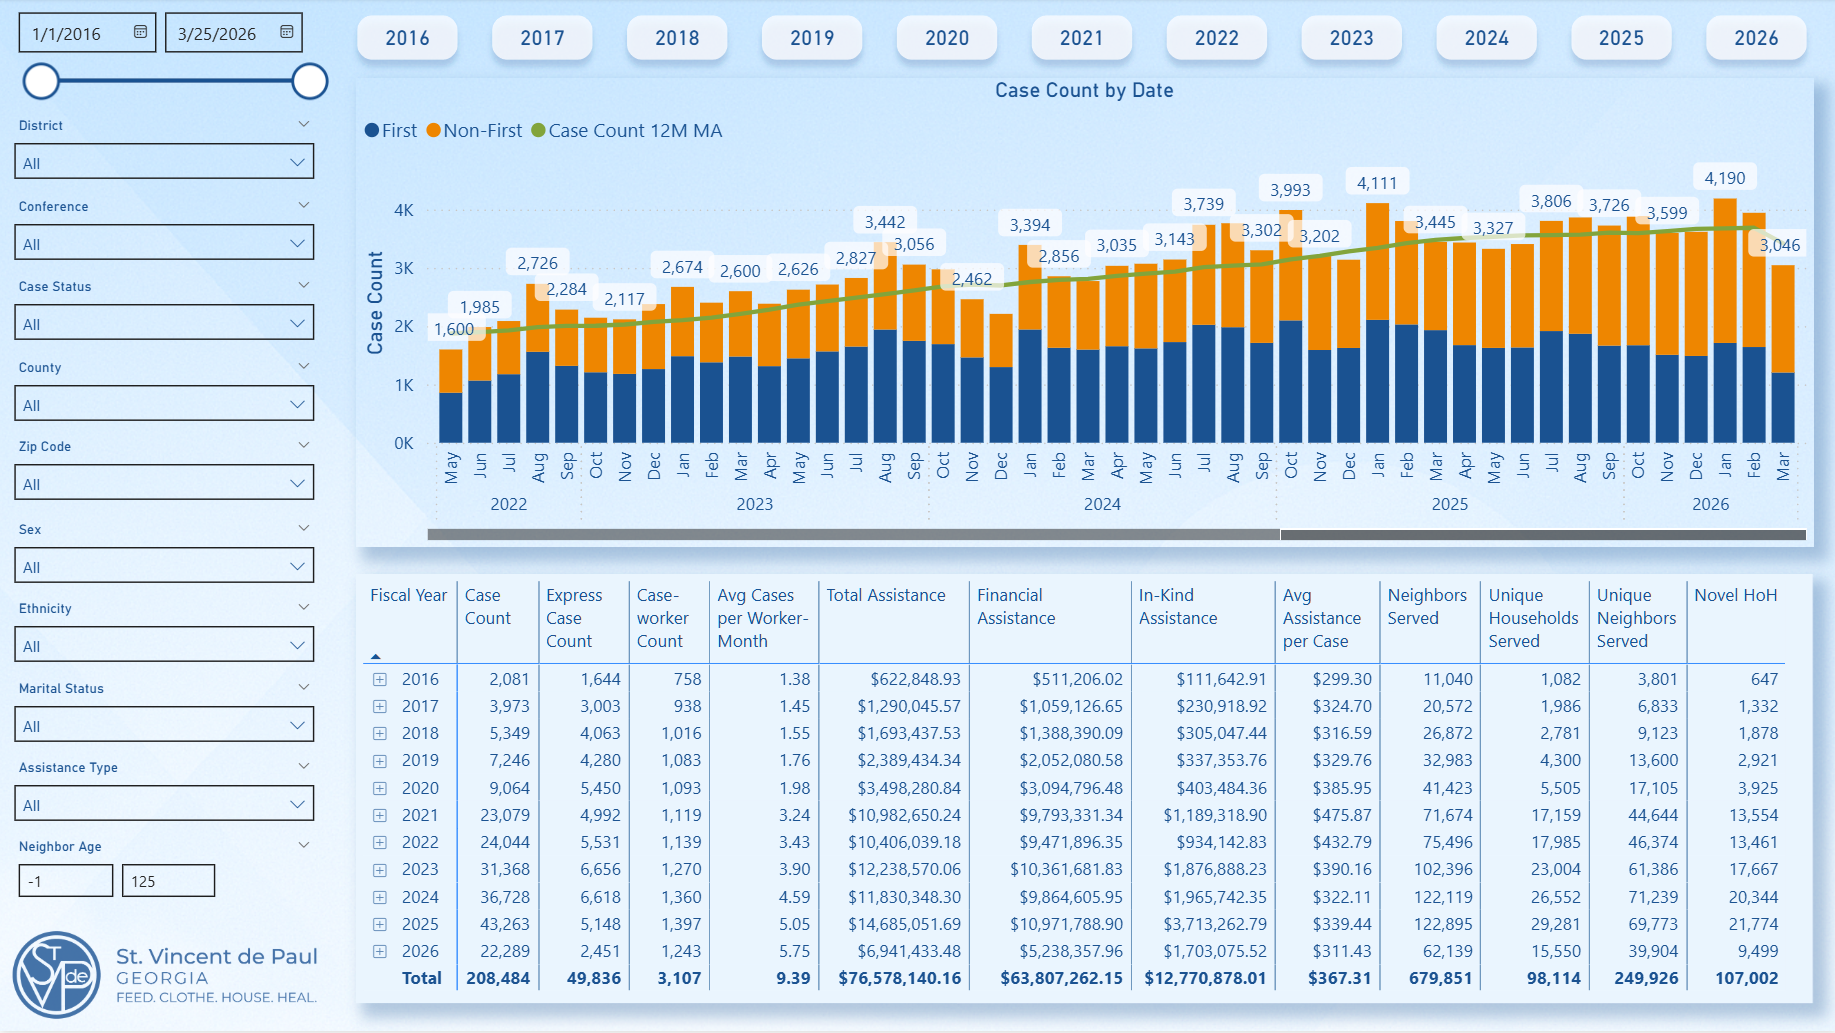 1/1/2016 3/25/2026
2016 2017 2018 2019 2020 2021 2022 2023 2024 2025 2026
District
All
Conference
All
Case Status
All
County
All
Zip Code
All
Sex
All
Ethnicity
All
Marital Status
All
Assistance Type
All
Neighbor Age
-1 125
St. Vincent de Paul
GEORGIA
FEED. CLOTHE. HOUSE. HEAL.
Case Count by Date
First Non-First Case Count 12M MA
Case Count
4K
3K
2K
1K
0K
1,600 1,985 2,726 2,284 2,117 2,674 2,600 2,626 2,827 3,442 3,056 2,462 3,394 2,856 3,035 3,143 3,739 3,302 3,993 3,202 4,111 3,445 3,327 3,806 3,726 3,599 4,190 3,046
May Jun Jul Aug Sep Oct Nov Dec Jan Feb Mar Apr May Jun Jul Aug Sep Oct Nov Dec Jan Feb Mar Apr May Jun Jul Aug Sep Oct Nov Dec Jan Feb Mar Apr May Jun Jul Aug Sep Oct Nov Dec Jan Feb Mar
2022 2023 2024 2025 2026
Fiscal Year Case Count Express Case Count Case-worker Count Avg Cases per Worker-Month Total Assistance Financial Assistance In-Kind Assistance Avg Assistance per Case Neighbors Served Unique Households Served Unique Neighbors Served Novel HoH
2016 2,081 1,644 758 1.38 $622,848.93 $511,206.02 $111,642.91 $299.30 11,040 1,082 3,801 647
2017 3,973 3,003 938 1.45 $1,290,045.57 $1,059,126.65 $230,918.92 $324.70 20,572 1,986 6,833 1,332
2018 5,349 4,063 1,016 1.55 $1,693,437.53 $1,388,390.09 $305,047.44 $316.59 26,872 2,781 9,123 1,878
2019 7,246 4,280 1,083 1.76 $2,389,434.34 $2,052,080.58 $337,353.76 $329.76 32,983 4,300 13,600 2,921
2020 9,064 5,450 1,093 1.98 $3,498,280.84 $3,094,796.48 $403,484.36 $385.95 41,423 5,505 17,105 3,925
2021 23,079 4,992 1,119 3.24 $10,982,650.24 $9,793,331.34 $1,189,318.90 $475.87 71,674 17,159 44,644 13,554
2022 24,044 5,531 1,139 3.43 $10,406,039.18 $9,471,896.35 $934,142.83 $432.79 75,496 17,985 46,374 13,461
2023 31,368 6,656 1,270 3.90 $12,238,570.06 $10,361,681.83 $1,876,888.23 $390.16 102,396 23,004 61,386 17,667
2024 36,728 6,618 1,360 4.59 $11,830,348.30 $9,864,605.95 $1,965,742.35 $322.11 122,119 26,552 71,239 20,344
2025 43,263 5,148 1,397 5.05 $14,685,051.69 $10,971,788.90 $3,713,262.79 $339.44 122,895 29,281 69,773 21,774
2026 22,289 2,451 1,243 5.75 $6,941,433.48 $5,238,357.96 $1,703,075.52 $311.43 62,139 15,550 39,904 9,499
Total 208,484 49,836 3,107 9.39 $76,578,140.16 $63,807,262.15 $12,770,878.01 $367.31 679,851 98,114 249,926 107,002